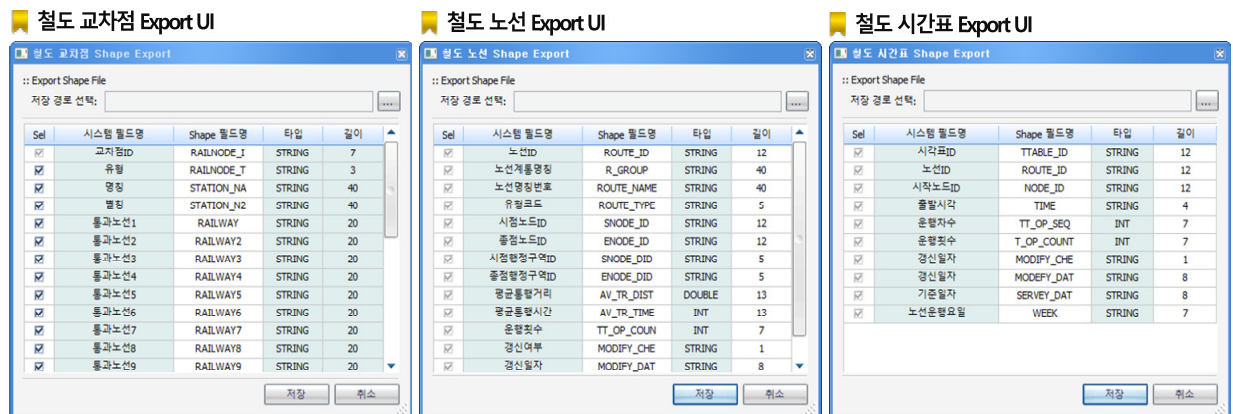 철도 교차점 Export UI
철도 교차점 Shape Export
:: Export Shape File
저장 경로 선택:
....
Sel 시스템 필드명 Shape 필드명 타입 길이
교차점ID RAILNODE_I STRING 7
유형 RAILNODE_T STRING 3
명칭 STATION_NA STRING 40
별칭 STATION_N2 STRING 40
통과노선1 RAILWAY STRING 20
통과노선2 RAILWAY2 STRING 20
통과노선3 RAILWAY3 STRING 20
통과노선4 RAILWAY4 STRING 20
통과노선5 RAILWAY5 STRING 20
통과노선6 RAILWAY6 STRING 20
통과노선7 RAILWAY7 STRING 20
통과노선8 RAILWAY8 STRING 20
통과노선9 RAILWAY9 STRING 20
저장 취소
철도 노선 Export UI
철도 노선 Shape Export
:: Export Shape File
저장 경로 선택:
....
Sel 시스템 필드명 Shape 필드명 타입 길이
노선ID ROUTE_ID STRING 12
노선계통명칭 R_GROUP STRING 40
노선명칭번호 ROUTE_NAME STRING 40
유형코드 ROUTE_TYPE STRING 5
시점노드ID SNODE_ID STRING 12
종점노드ID ENODE_ID STRING 12
시점행정구역ID SNODE_DID STRING 5
종점행정구역ID ENODE_DID STRING 5
평균통행거리 AV_TR_DIST DOUBLE 13
평균통행시간 AV_TR_TIME INT 13
운행횟수 TT_OP_COUN INT 7
갱신여부 MODIFY_CHE STRING 1
갱신일자 MODIFY_DAT STRING 8
저장 취소
철도 시간표 Export UI
철도 시간표 Shape Export
:: Export Shape File
저장 경로 선택:
....
Sel 시스템 필드명 Shape 필드명 타입 길이
시각표ID TTABLE_ID STRING 12
노선ID ROUTE_ID STRING 12
시작노드ID NODE_ID STRING 12
출발시각 TIME STRING 4
운행차수 TT_OP_SEQ INT 7
운행횟수 T_OP_COUNT INT 7
갱신일자 MODIFY_CHE STRING 1
갱신일자 MODEFY_DAT STRING 8
기준일자 SERVEY_DAT STRING 8
노선운행요일 WEEK STRING 7
저장 취소